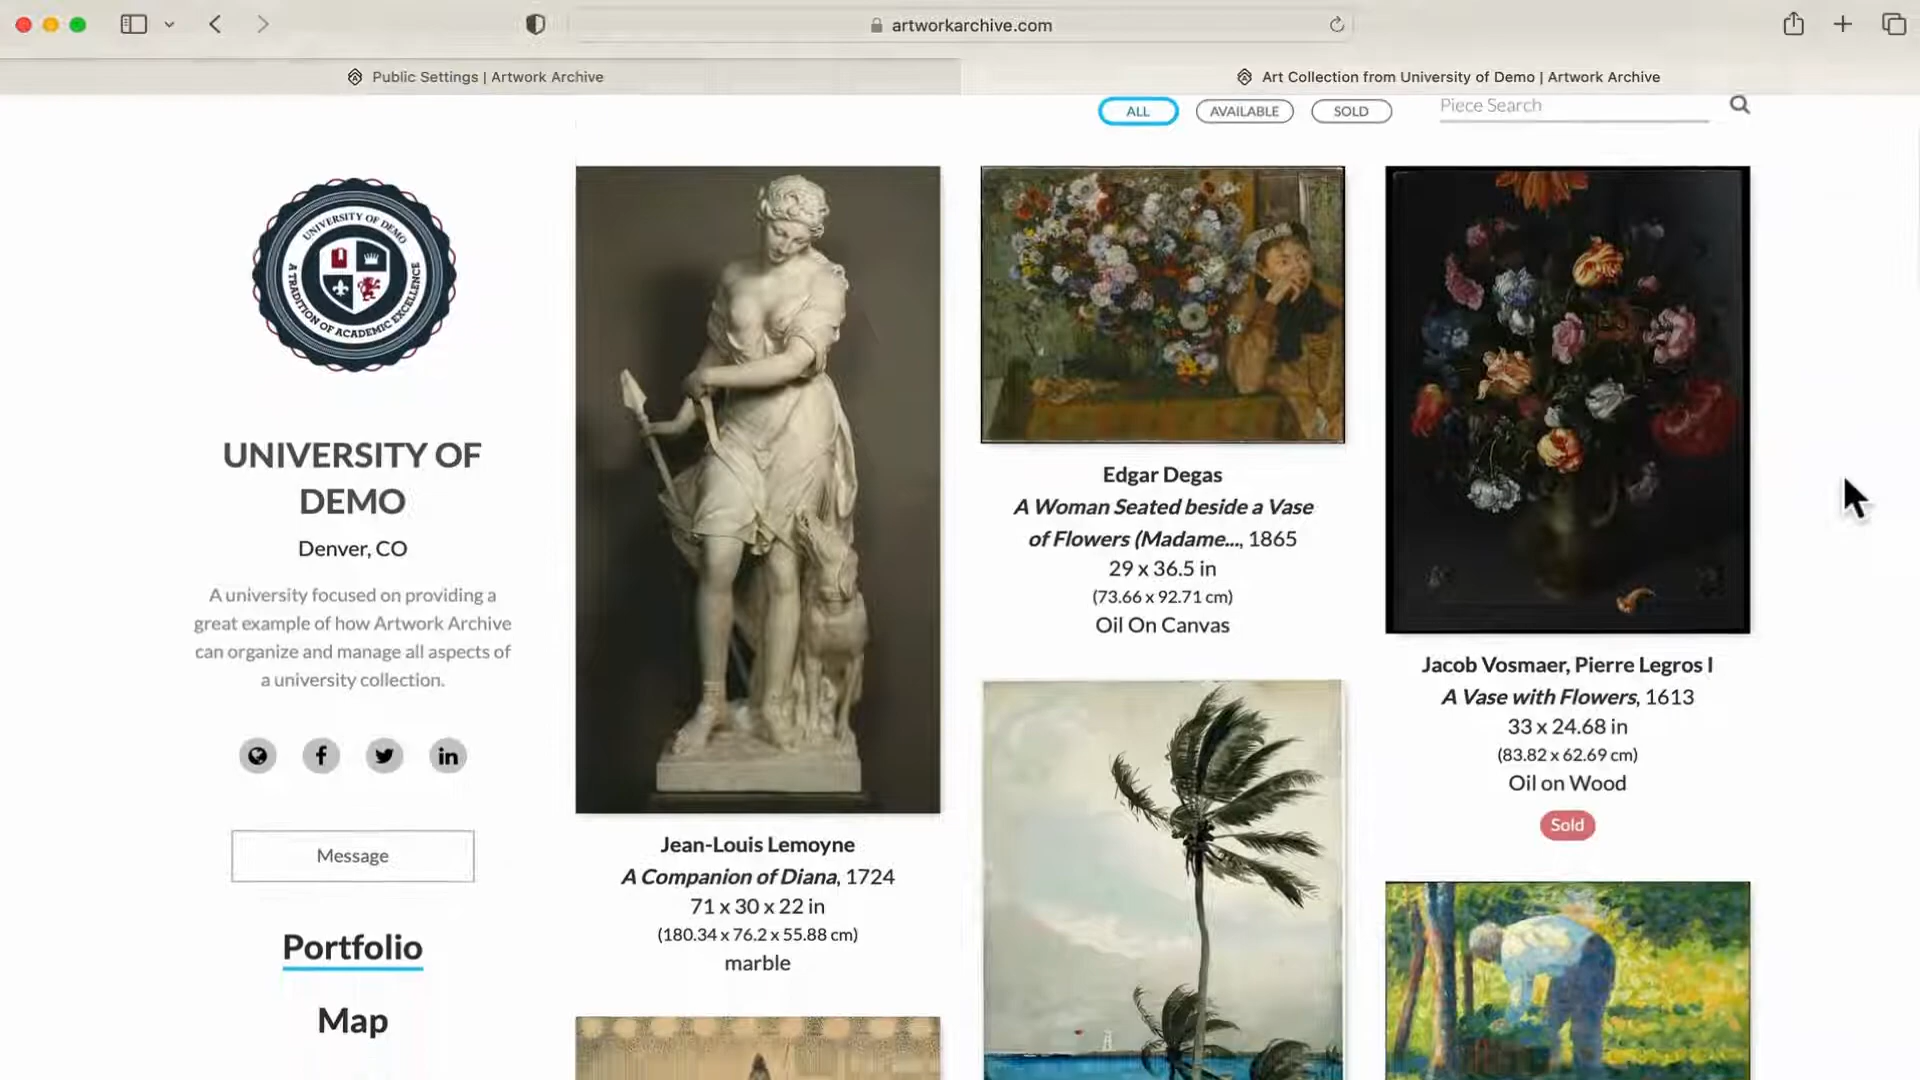 artworkarchive.com
Public Settings | Artwork Archive
Art Collection from University of Demo | Artwork Archive
ALL
AVAILABLE
SOLD
Piece Search
UNIVERSITY OF DEMO
A TRADITION OF ACADEMIC EXCELLENCE
UNIVERSITY OF
DEMO
Denver, CO
A university focused on providing a
great example of how Artwork Archive
can organize and manage all aspects of
a university collection.
Message
Portfolio
Map
Jean-Louis Lemoyne
A Companion of Diana, 1724
71 x 30 x 22 in
(180.34 x 76.2 x 55.88 cm)
marble
Edgar Degas
A Woman Seated beside a Vase
of Flowers (Madame..., 1865
29 x 36.5 in
(73.66 x 92.71 cm)
Oil On Canvas
Jacob Vosmaer, Pierre Legros I
A Vase with Flowers, 1613
33 x 24.68 in
(83.82 x 62.69 cm)
Oil on Wood
Sold